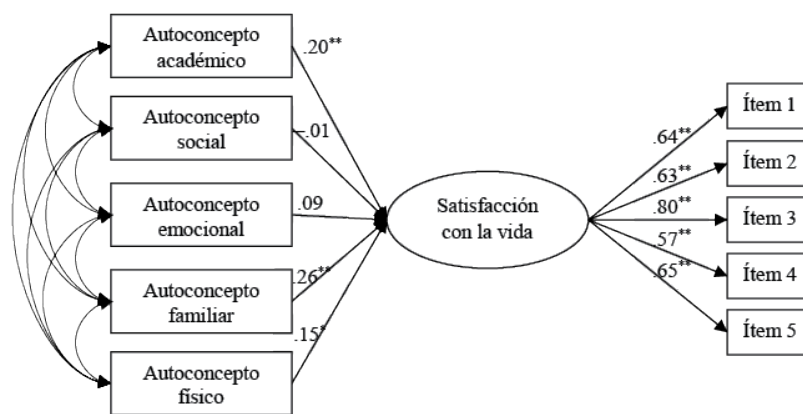 Autoconcepto
académico
.20**
Autoconcepto
social
-.01
Autoconcepto
emocional
.09
Autoconcepto
familiar
.26**
Autoconcepto
físico
.15*
Satisfacción
con la vida
.64**
Ítem 1
.63**
Ítem 2
.80**
Ítem 3
.57**
Ítem 4
.65**
Ítem 5